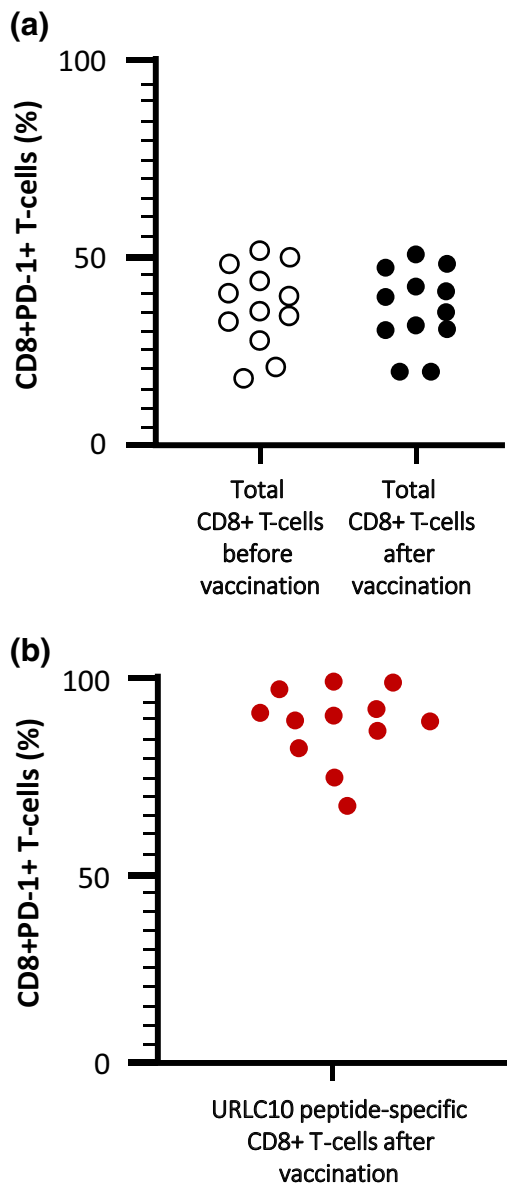 (a)
CD8+PD-1+ T-cells (%)
100
50
0
Total
CD8+ T-cells
before
vaccination
Total
CD8+ T-cells
after
vaccination
(b)
CD8+PD-1+ T-cells (%)
100
50
0
URLC10 peptide-specific
CD8+ T-cells after
vaccination